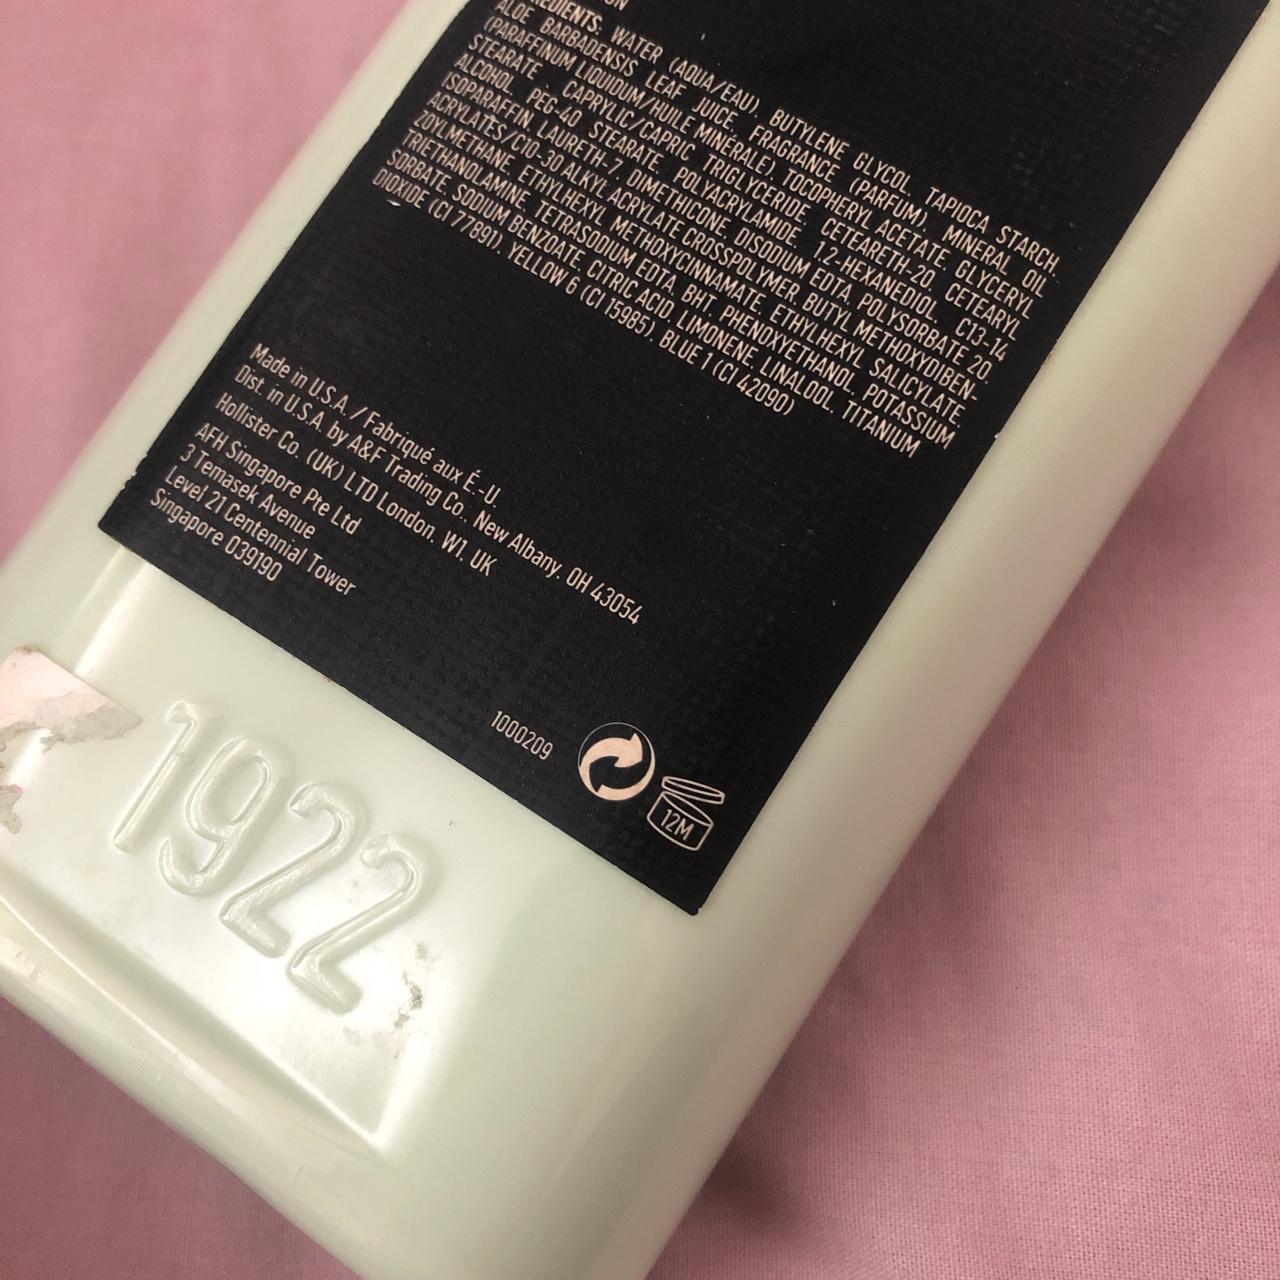 EDIENTS: WATER (AQUA/EAU), BUTYLENE GLYCOL, TAPIOCA STARCH,
ALOE BARBADENSIS LEAF JUICE, FRAGRANCE (PARFUM), MINERAL OIL
(PARAFFINUM LIQUIDUM/HUILE MINÉRALE), TOCOPHERYL ACETATE, GLYCERYL
STEARATE, CAPRYLIC/CAPRIC TRIGLYCERIDE, CETEARETH-20, CETEARYL
ALCOHOL, PEG-40 STEARATE, POLYACRYLAMIDE, 1,2-HEXANEDIOL, C13-14
ISOPARAFFIN, LAURETH-7, DIMETHICONE, DISODIUM EDTA, POLYSORBATE 20,
ACRYLATES/C10-30 ALKYL ACRYLATE CROSSPOLYMER, BUTYL METHOXYDIBEN-
ZOYLMETHANE, ETHYLHEXYL METHOXYCINNAMATE, ETHYLHEXYL SALICYLATE,
TRIETHANOLAMINE, TETRASODIUM EDTA, BHT, PHENOXYETHANOL, POTASSIUM
SORBATE, SODIUM BENZOATE, CITRIC ACID, LIMONENE, LINALOOL, TITANIUM
DIOXIDE (CI 77891), YELLOW 6 (CI 15985), BLUE 1 (CI 42090)
Made in U.S.A. / Fabriqué aux É.-U.
Dist. in U.S.A. by A&F Trading Co., New Albany, OH 43054
Hollister Co. (UK) LTD London, W1, UK
AFH Singapore Pte Ltd
3 Temasek Avenue
Level 21 Centennial Tower
Singapore 039190
1000209
12M
1922